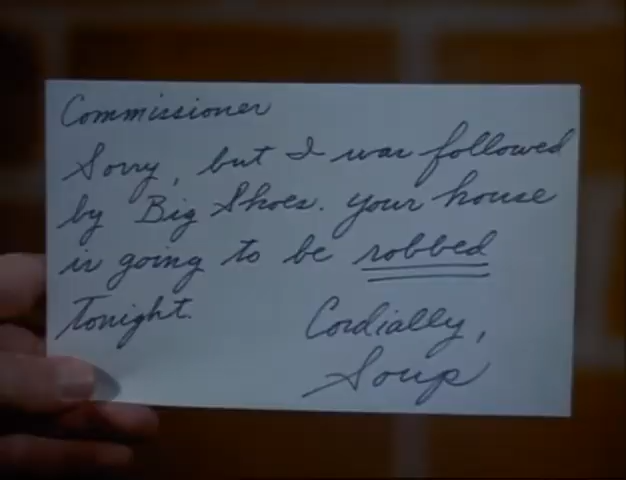 Commissioner
Sorry, but I was followed
by Big Shoes. your house
is going to be robbed
Tonight.
Cordially,
Soup